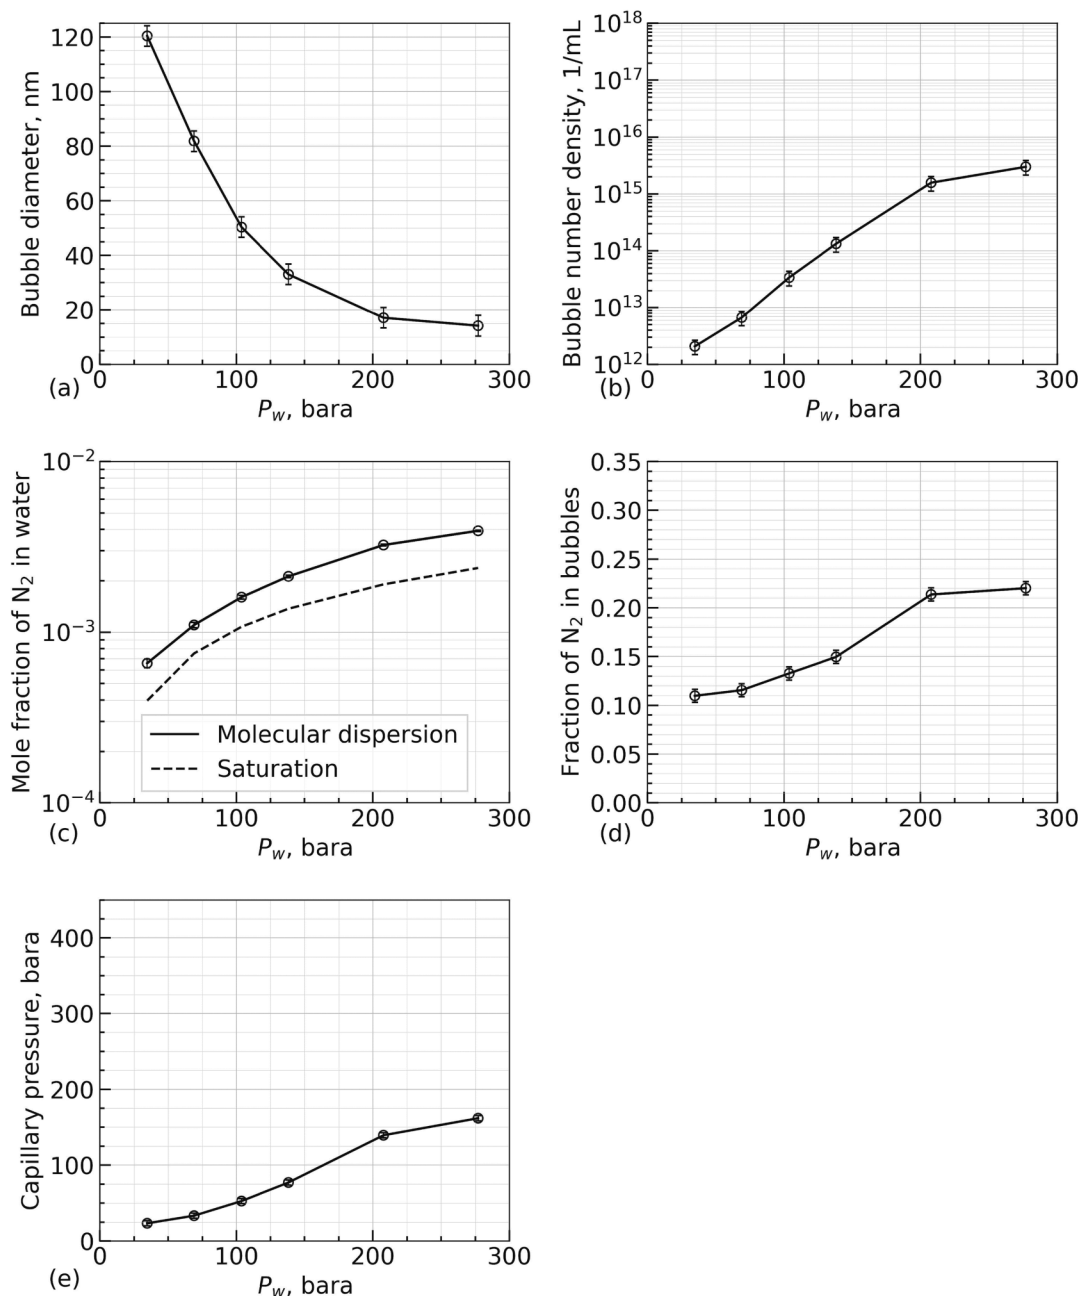 Bubble diameter, nm
120
100
80
60
40
20
0
0 100 200 300
(a)
P_w, bara
Bubble number density, 1/mL
10^18
10^17
10^16
10^15
10^14
10^13
10^12
0 100 200 300
(b)
P_w, bara
Mole fraction of N₂ in water
10^−2
10^−3
10^−4
Molecular dispersion
Saturation
0 100 200 300
(c)
P_w, bara
Fraction of N₂ in bubbles
0.35
0.30
0.25
0.20
0.15
0.10
0.05
0.00
0 100 200 300
(d)
P_w, bara
Capillary pressure, bara
400
300
200
100
0
0 100 200 300
(e)
P_w, bara